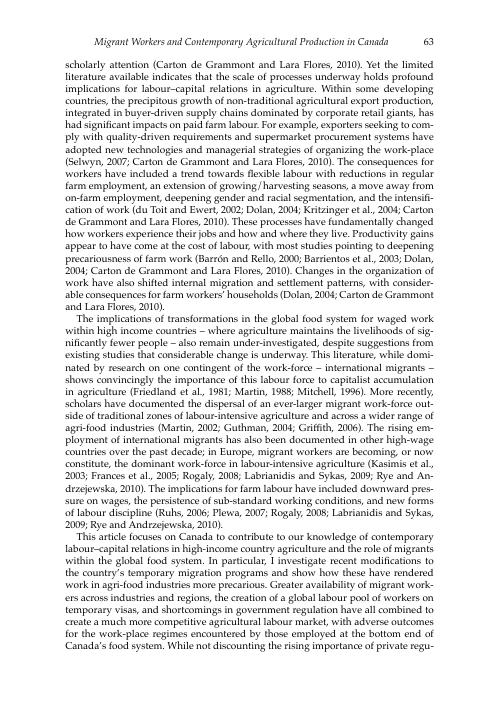 Migrant Workers and Contemporary Agricultural Production in Canada 63
scholarly attention (Carton de Grammont and Lara Flores, 2010). Yet the limited
literature available indicates that the scale of processes underway holds profound
implications for labour–capital relations in agriculture. Within some developing
countries, the precipitous growth of non-traditional agricultural export production,
integrated in buyer-driven supply chains dominated by corporate retail giants, has
had significant impacts on paid farm labour. For example, exporters seeking to com-
ply with quality-driven requirements and supermarket procurement systems have
adopted new technologies and managerial strategies of organizing the work-place
(Selwyn, 2007; Carton de Grammont and Lara Flores, 2010). The consequences for
workers have included a trend towards flexible labour with reductions in regular
farm employment, an extension of growing/harvesting seasons, a move away from
on-farm employment, deepening gender and racial segmentation, and the intensifi-
cation of work (du Toit and Ewert, 2002; Dolan, 2004; Kritzinger et al., 2004; Carton
de Grammont and Lara Flores, 2010). These processes have fundamentally changed
how workers experience their jobs and how and where they live. Productivity gains
appear to have come at the cost of labour, with most studies pointing to deepening
precariousness of farm work (Barrón and Rello, 2000; Barrientos et al., 2003; Dolan,
2004; Carton de Grammont and Lara Flores, 2010). Changes in the organization of
work have also shifted internal migration and settlement patterns, with consider-
able consequences for farm workers' households (Dolan, 2004; Carton de Grammont
and Lara Flores, 2010).
The implications of transformations in the global food system for waged work
within high income countries – where agriculture maintains the livelihoods of sig-
nificantly fewer people – also remain under-investigated, despite suggestions from
existing studies that considerable change is underway. This literature, while domi-
nated by research on one contingent of the work-force – international migrants –
shows convincingly the importance of this labour force to capitalist accumulation
in agriculture (Friedland et al., 1981; Martin, 1988; Mitchell, 1996). More recently,
scholars have documented the dispersal of an ever-larger migrant work-force out-
side of traditional zones of labour-intensive agriculture and across a wider range of
agri-food industries (Martin, 2002; Guthman, 2004; Griffith, 2006). The rising em-
ployment of international migrants has also been documented in other high-wage
countries over the past decade; in Europe, migrant workers are becoming, or now
constitute, the dominant work-force in labour-intensive agriculture (Kasimis et al.,
2003; Frances et al., 2005; Rogaly, 2008; Labrianidis and Sykas, 2009; Rye and An-
drzejewska, 2010). The implications for farm labour have included downward pres-
sure on wages, the persistence of sub-standard working conditions, and new forms
of labour discipline (Ruhs, 2006; Plewa, 2007; Rogaly, 2008; Labrianidis and Sykas,
2009; Rye and Andrzejewska, 2010).
This article focuses on Canada to contribute to our knowledge of contemporary
labour–capital relations in high-income country agriculture and the role of migrants
within the global food system. In particular, I investigate recent modifications to
the country's temporary migration programs and show how these have rendered
work in agri-food industries more precarious. Greater availability of migrant work-
ers across industries and regions, the creation of a global labour pool of workers on
temporary visas, and shortcomings in government regulation have all combined to
create a much more competitive agricultural labour market, with adverse outcomes
for the work-place regimes encountered by those employed at the bottom end of
Canada's food system. While not discounting the rising importance of private regu-